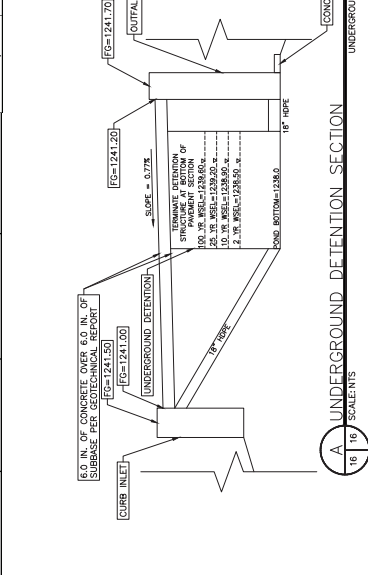 FG=1241.70
OUTFAL
FG=1241.20
SLOPE = 0.77%
6.0 IN. OF CONCRETE OVER 6.0 IN. OF
SUBBASE PER GEOTECHNICAL REPORT
FG=1241.50
FG=1241.00
UNDERGROUND DETENTION
TERMINATE DETENTION
STRUCTURE AT BOTTOM OF
PAVEMENT SECTION
100 YR WSEL=1239.60
25 YR WSEL=1239.20
10 YR WSEL=1238.90
2 YR WSEL=1238.50
POND BOTTOM=1238.0
18" HDPE
18" HDPE
CURB INLET
CONC
A
16 16
UNDERGROUND DETENTION SECTION
SCALE: NTS
UNDERGROU